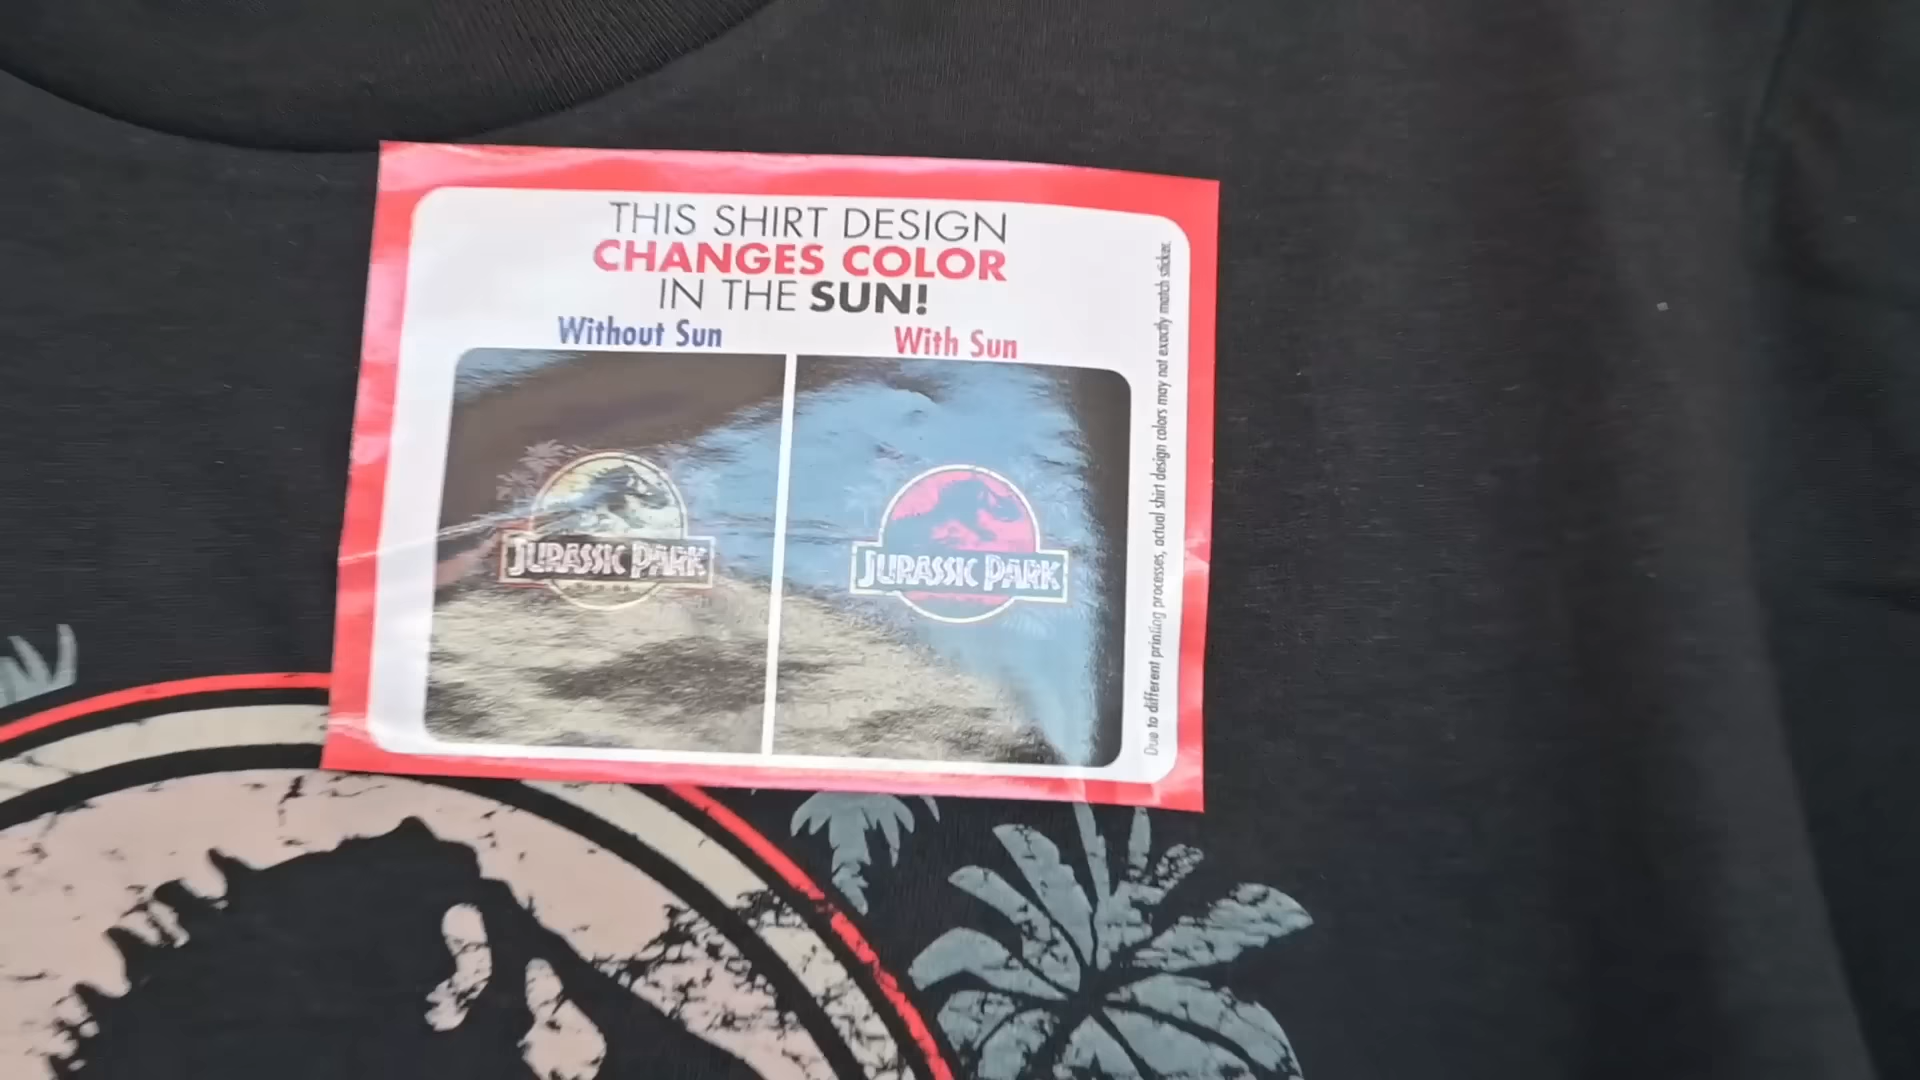 THIS SHIRT DESIGN
CHANGES COLOR
IN THE SUN!
Without Sun
With Sun
JURASSIC PARK
JURASSIC PARK
Due to different printing processes, actual shirt design colors may not exactly match sticker.